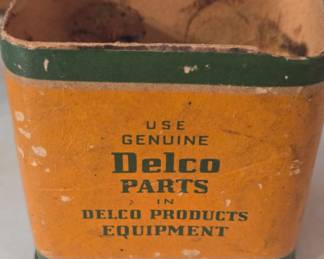 USE
GENUINE
Delco
PARTS
IN
DELCO PRODUCTS
EQUIPMENT